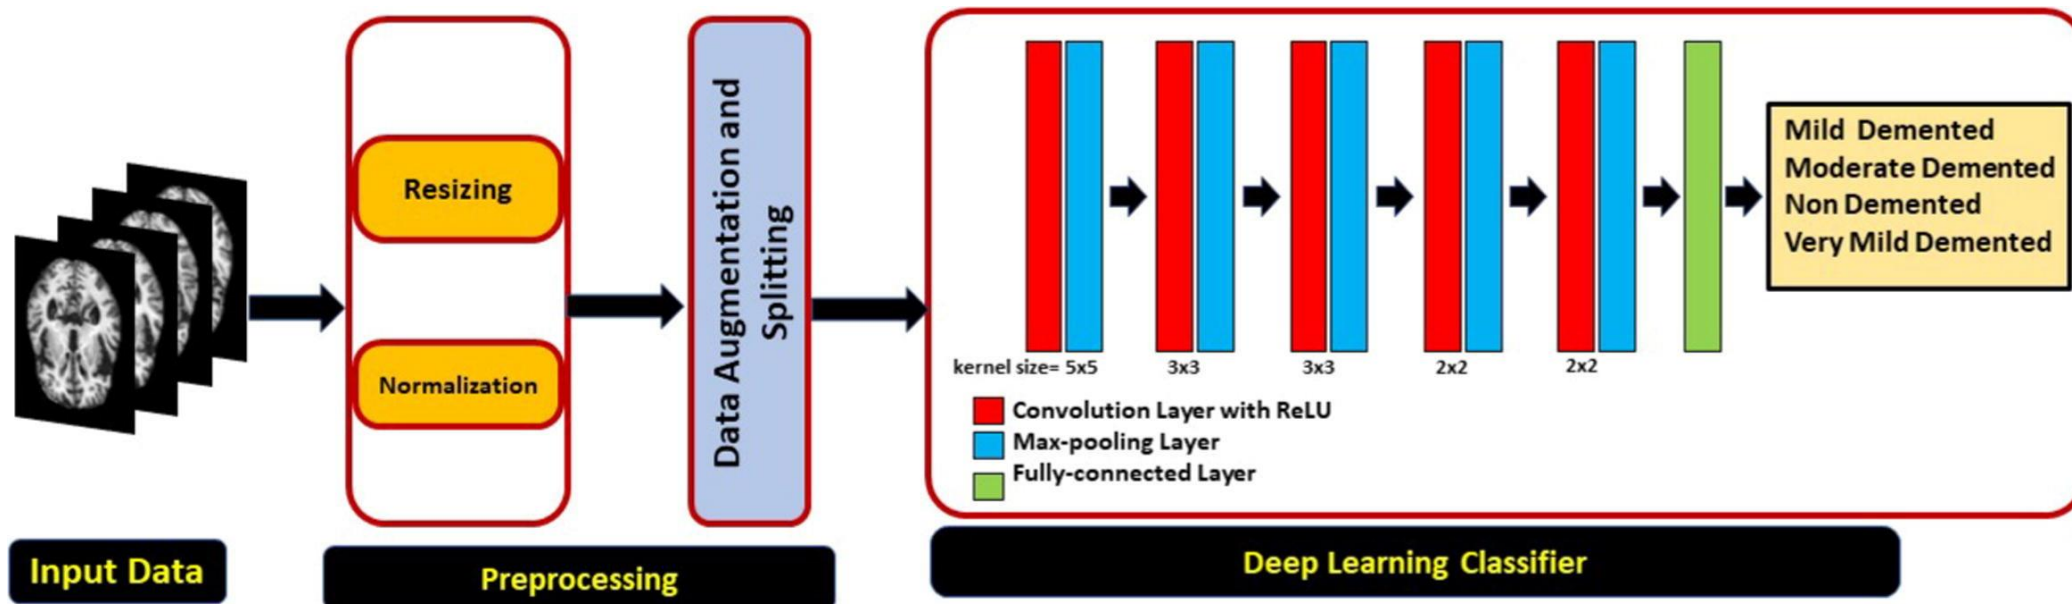 Resizing
Normalization
Data Augmentation and
Splitting
kernel size= 5x5
3x3
3x3
2x2
2x2
Convolution Layer with ReLU
Max-pooling Layer
Fully-connected Layer
Mild Demented
Moderate Demented
Non Demented
Very Mild Demented
Input Data
Preprocessing
Deep Learning Classifier